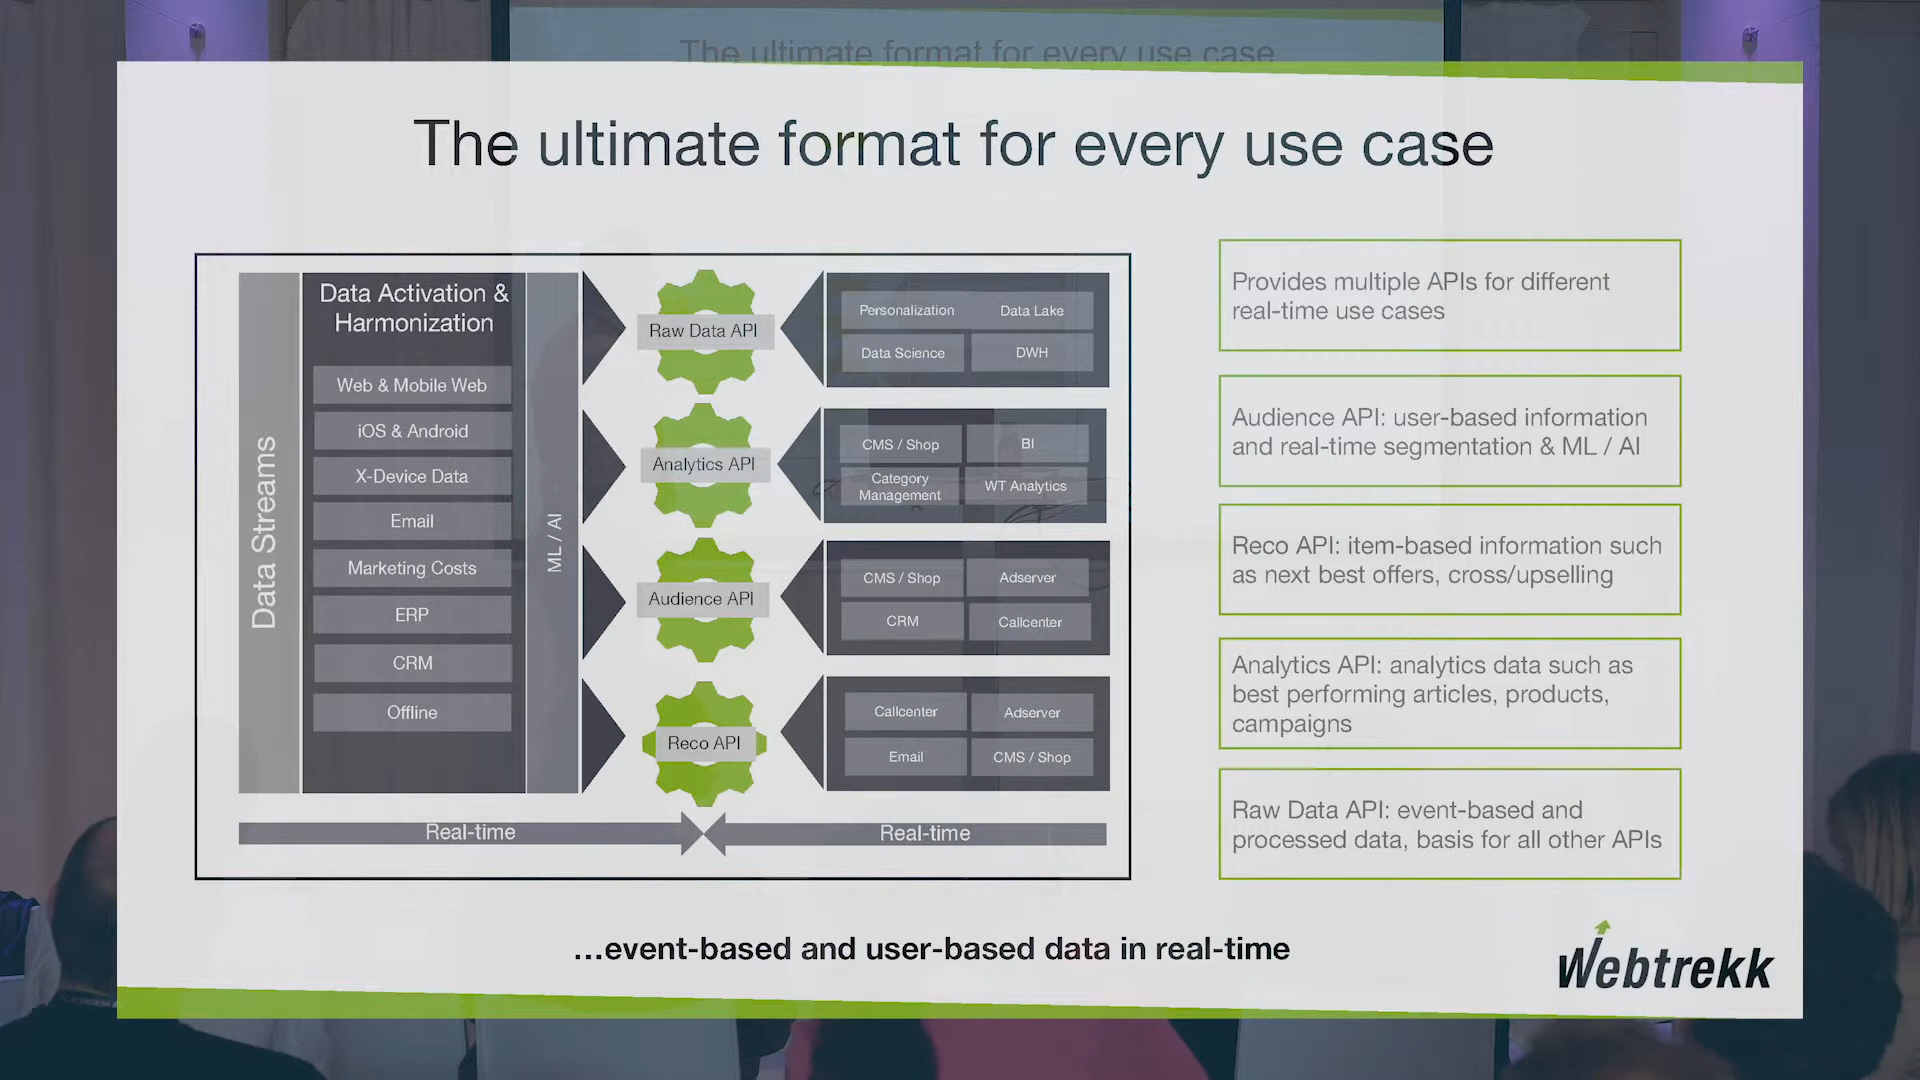 The ultimate format for every use case
The ultimate format for every use case
Data Streams
Data Activation &
Harmonization
Web & Mobile Web
iOS & Android
X-Device Data
Email
Marketing Costs
ERP
CRM
Offline
ML / AI
Raw Data API
Personalization
Data Lake
Data Science
DWH
Analytics API
CMS / Shop
BI
Category
Management
WT Analytics
Audience API
CMS / Shop
Adserver
CRM
Callcenter
Reco API
Callcenter
Adserver
Email
CMS / Shop
Real-time
Real-time
Provides multiple APIs for different
real-time use cases
Audience API: user-based information
and real-time segmentation & ML / AI
Reco API: item-based information such
as next best offers, cross/upselling
Analytics API: analytics data such as
best performing articles, products,
campaigns
Raw Data API: event-based and
processed data, basis for all other APIs
...event-based and user-based data in real-time
Webtrekk